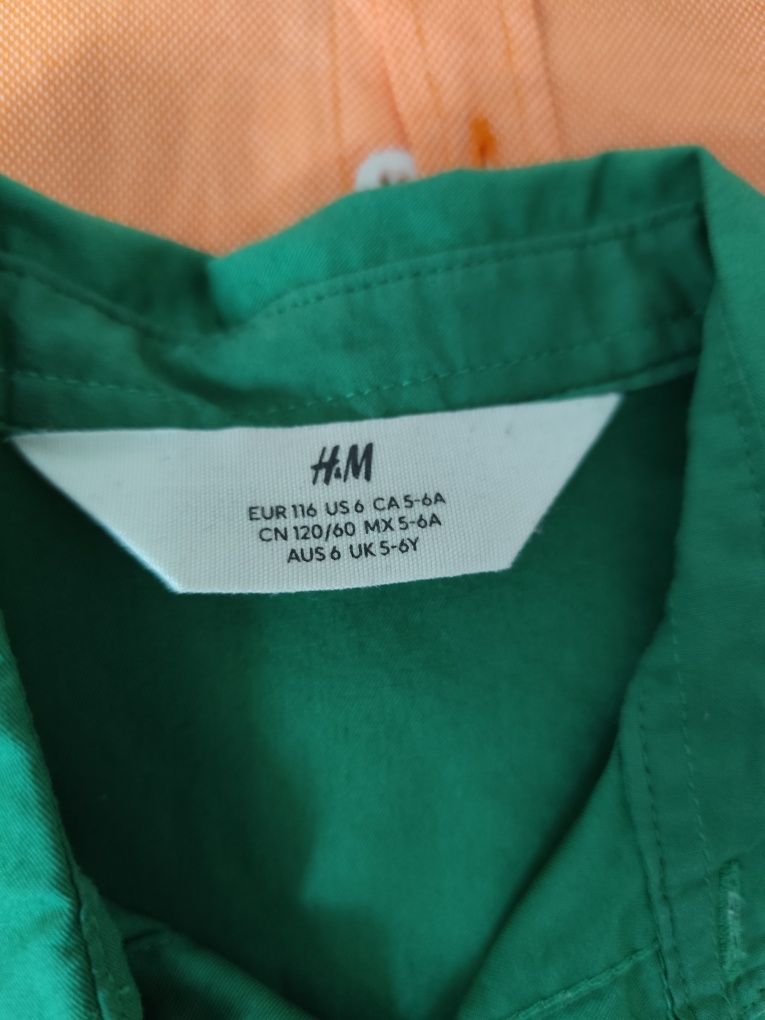 H&M
EUR 116 US 6 CA 5-6A
CN 120/60 MX 5-6A
AUS 6 UK 5-6Y